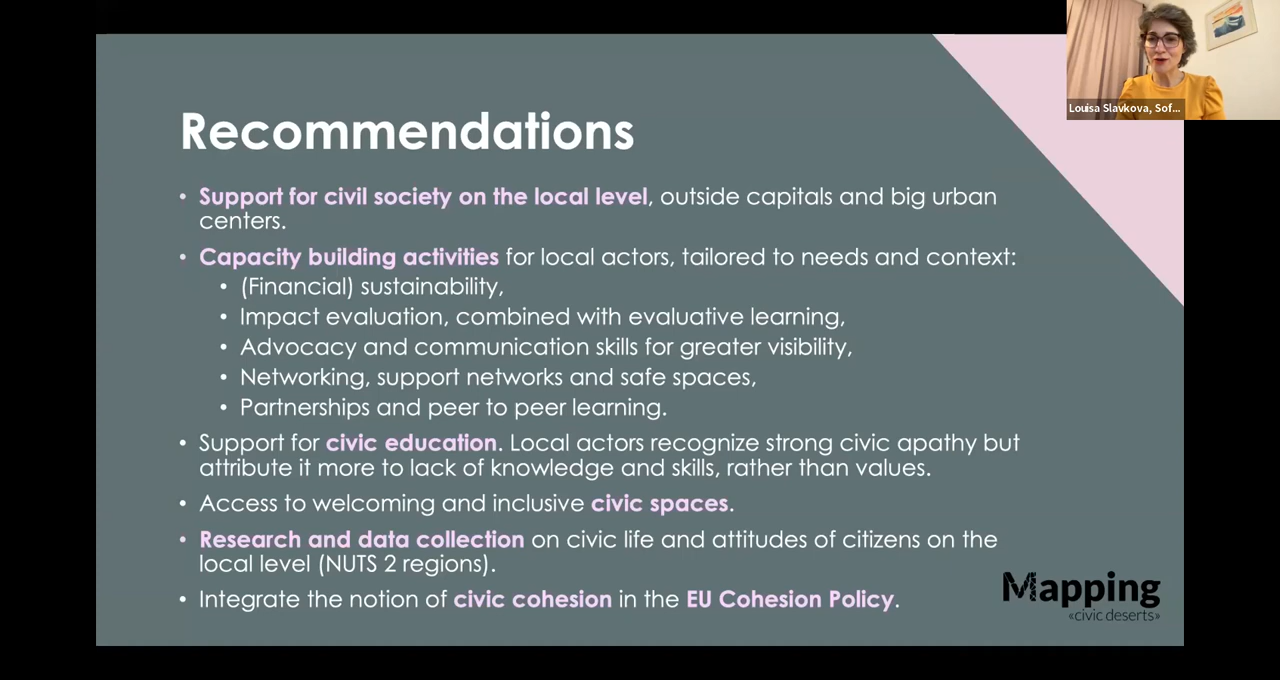 Recommendations
• Support for civil society on the local level, outside capitals and big urban
centers.
• Capacity building activities for local actors, tailored to needs and context:
• (Financial) sustainability,
• Impact evaluation, combined with evaluative learning,
• Advocacy and communication skills for greater visibility,
• Networking, support networks and safe spaces,
• Partnerships and peer to peer learning.
• Support for civic education. Local actors recognize strong civic apathy but
attribute it more to lack of knowledge and skills, rather than values.
• Access to welcoming and inclusive civic spaces.
• Research and data collection on civic life and attitudes of citizens on the
local level (NUTS 2 regions).
• Integrate the notion of civic cohesion in the EU Cohesion Policy.
Mapping
«civic deserts»
Louisa Slavkova, Sof...